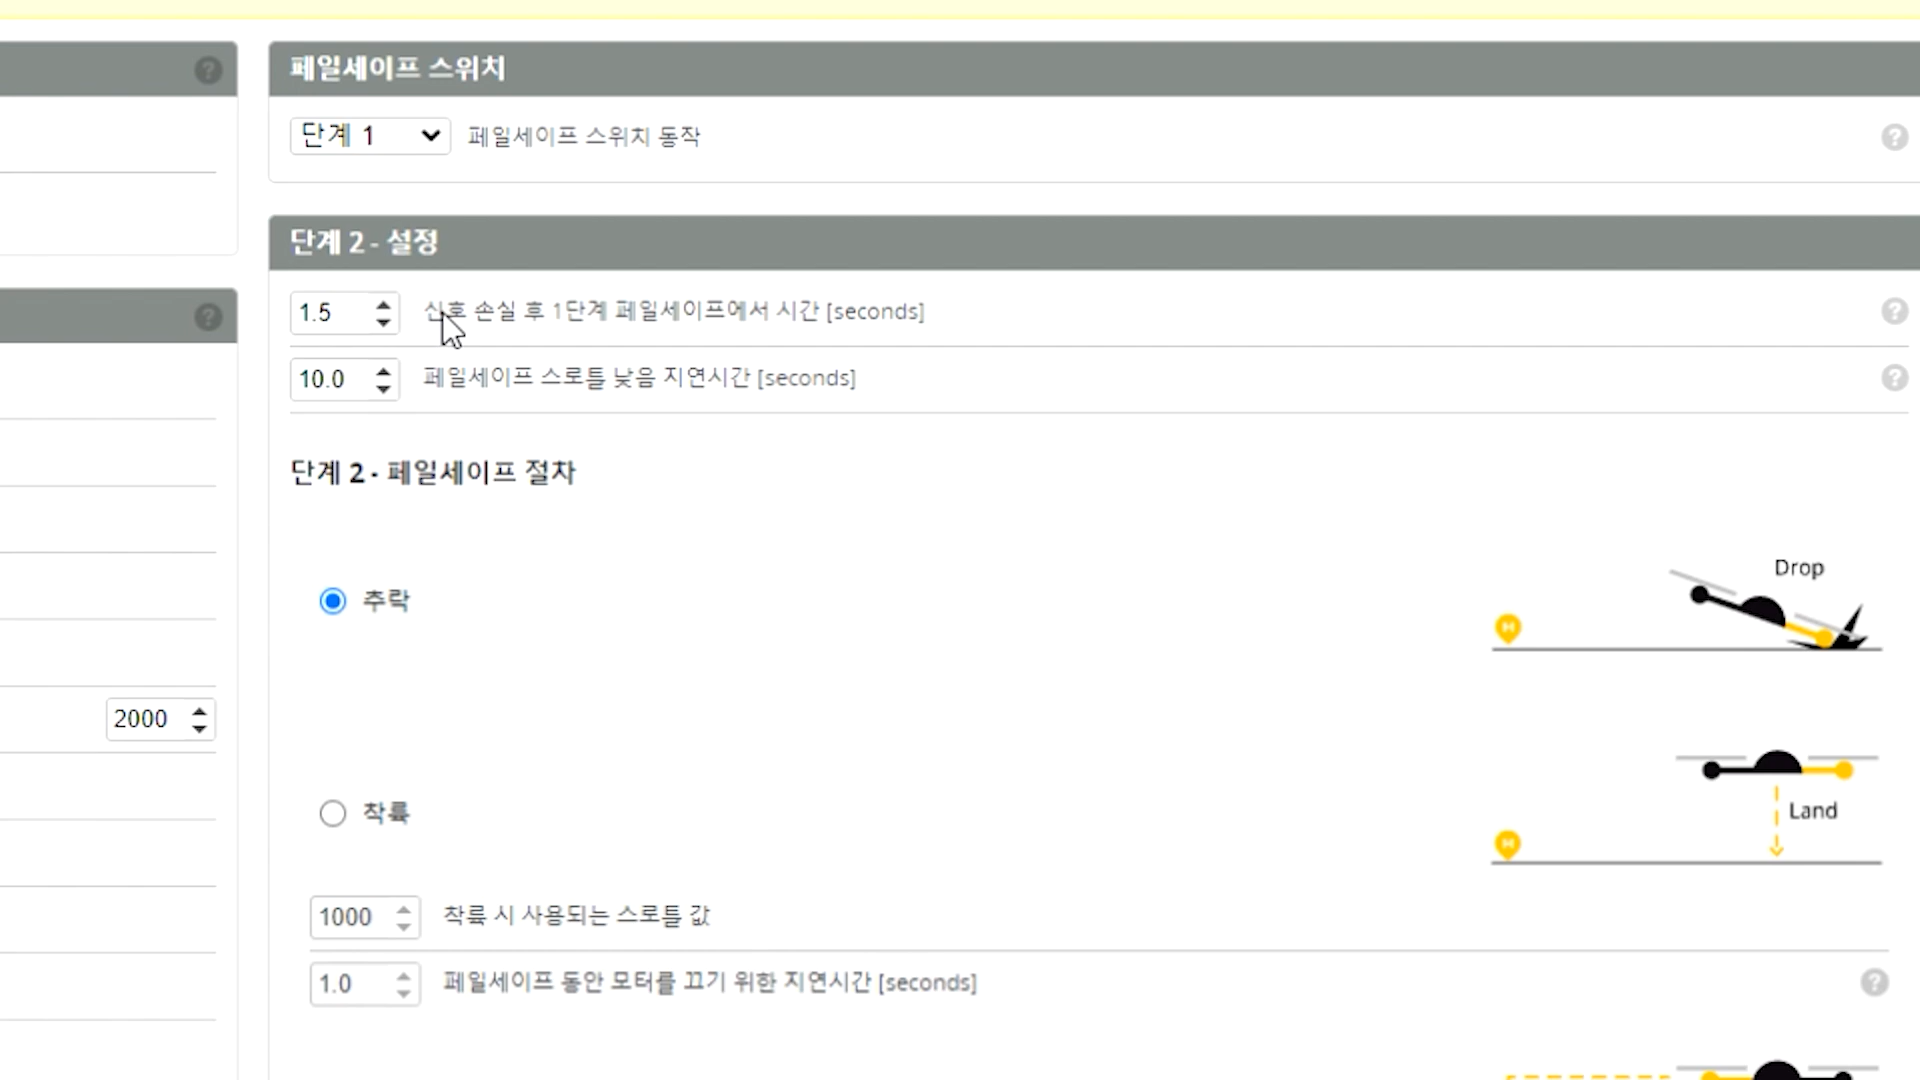 페일세이프 스위치
단계 1 페일세이프 스위치 동작
단계 2 - 설정
1.5 신호 손실 후 1단계 페일세이프에서 시간 [seconds]
10.0 페일세이프 스로틀 낮음 지연시간 [seconds]
단계 2 - 페일세이프 절차
Drop
추락
2000
착륙
Land
1000 착륙 시 사용되는 스로틀 값
1.0 페일세이프 동안 모터를 끄기 위한 지연시간 [seconds]